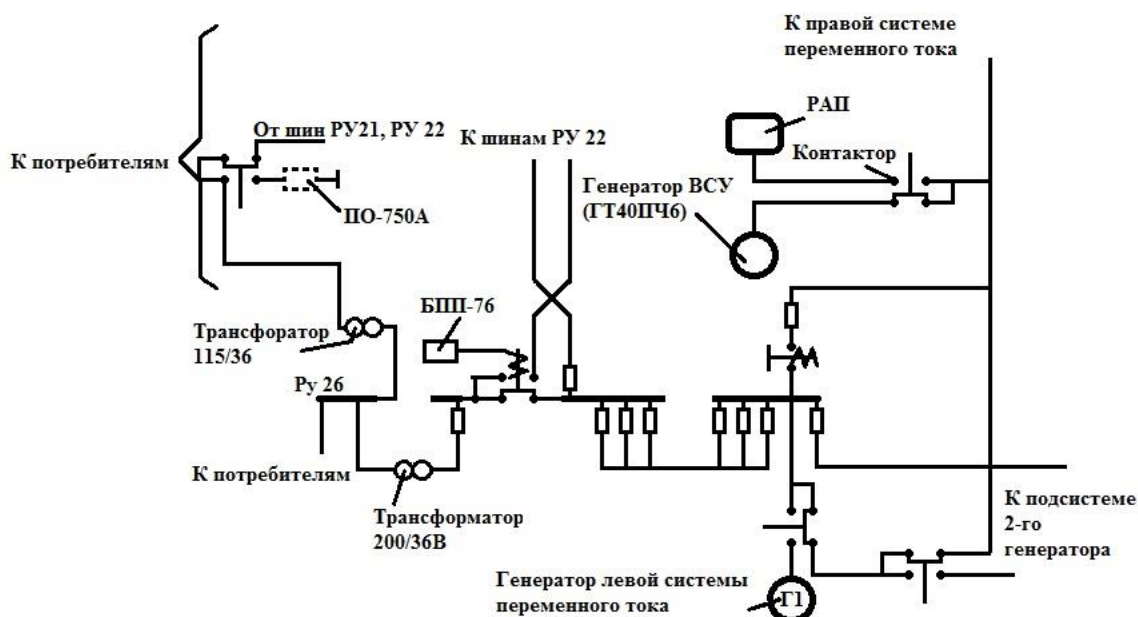 К правой системе
переменного тока
РАП
От шин РУ21, РУ 22
К шинам РУ 22
К потребителям
Контактор
Генератор ВСУ
(ГТ40ПЧ6)
ПО-750А
БПП-76
Трансфоратор
115/36
Ру 26
К потребителям
Трансформатор
200/36В
К подсистеме
2-го
генератора
Генератор левой системы
переменного тока
Г1